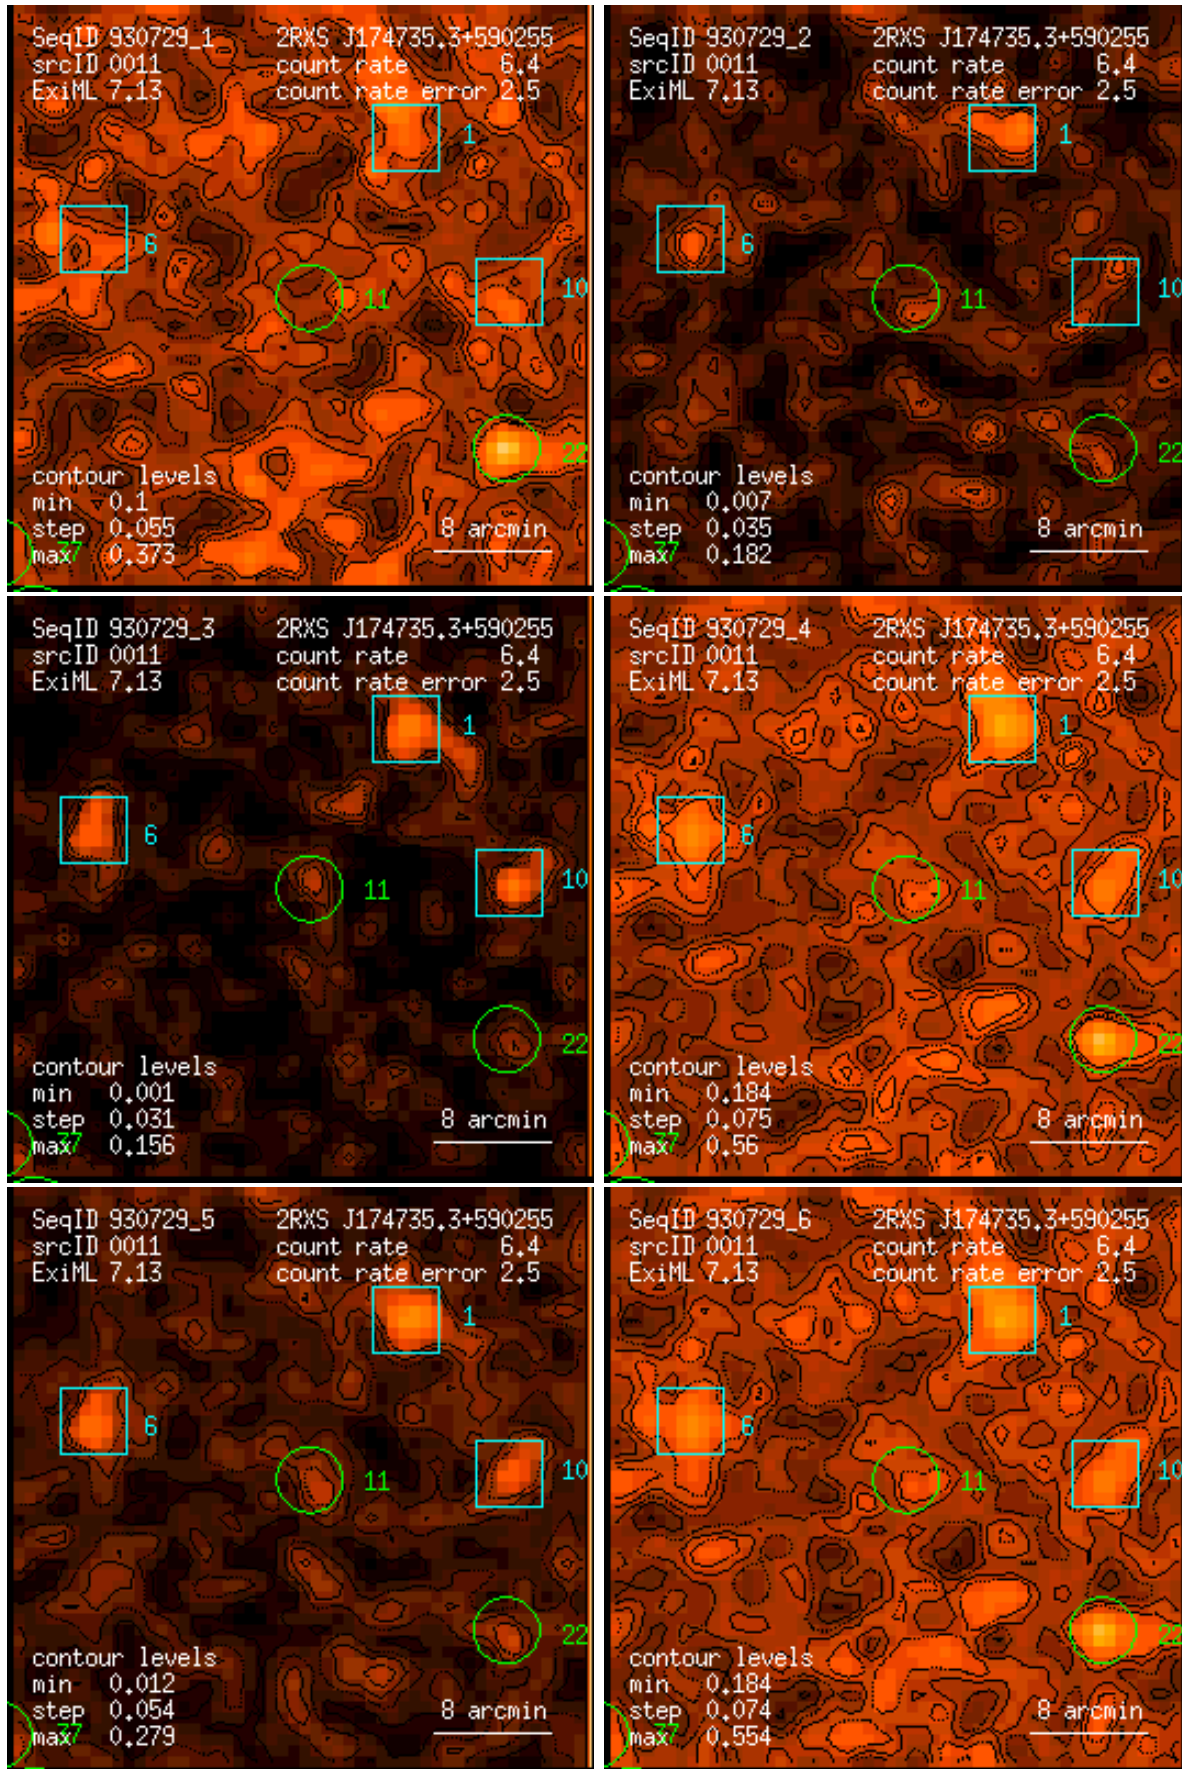 SeqID 930729_1 2RXS J174735.3+590255
srcID 0011 count rate 6.4
ExiML 7.13 count rate error 2.5
1
6
10
11
22
contour levels
min 0.1
step 0.055
max 0.373
37
8 arcmin
SeqID 930729_2 2RXS J174735.3+590255
srcID 0011 count rate 6.4
ExiML 7.13 count rate error 2.5
1
6
10
11
22
contour levels
min 0.007
step 0.035
max 0.182
37
8 arcmin
SeqID 930729_3 2RXS J174735.3+590255
srcID 0011 count rate 6.4
ExiML 7.13 count rate error 2.5
1
6
10
11
22
contour levels
min 0.001
step 0.031
max 0.156
37
8 arcmin
SeqID 930729_4 2RXS J174735.3+590255
srcID 0011 count rate 6.4
ExiML 7.13 count rate error 2.5
1
6
10
11
22
contour levels
min 0.184
step 0.075
max 0.56
37
8 arcmin
SeqID 930729_5 2RXS J174735.3+590255
srcID 0011 count rate 6.4
ExiML 7.13 count rate error 2.5
1
6
10
11
22
contour levels
min 0.012
step 0.054
max 0.279
37
8 arcmin
SeqID 930729_6 2RXS J174735.3+590255
srcID 0011 count rate 6.4
ExiML 7.13 count rate error 2.5
1
6
10
11
22
contour levels
min 0.184
step 0.074
max 0.554
37
8 arcmin